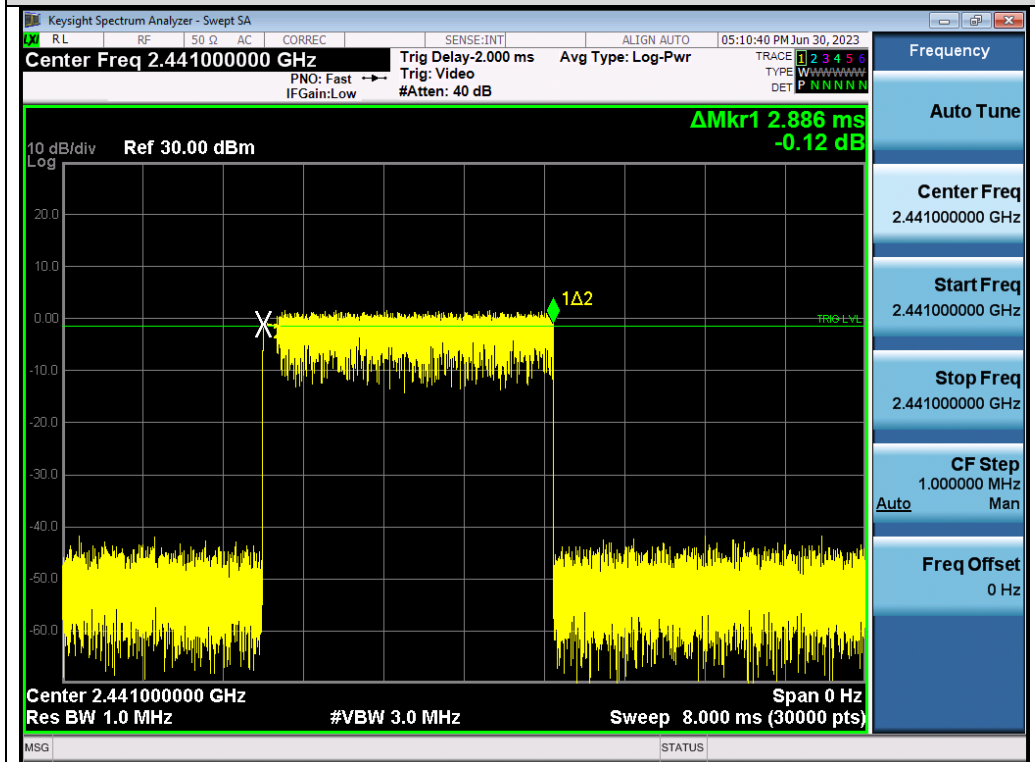 Keysight Spectrum Analyzer - Swept SA
LXI RL RF 50 Ω AC CORREC SENSE:INT ALIGN AUTO 05:10:40 PM Jun 30, 2023
Center Freq 2.441000000 GHz
PNO: Fast
IFGain:Low
Trig Delay-2.000 ms
Trig: Video
#Atten: 40 dB
Avg Type: Log-Pwr
TRACE 1 2 3 4 5 6
TYPE WWWWWW
DET P N N N N N
ΔMkr1 2.886 ms
-0.12 dB
10 dB/div Ref 30.00 dBm
Log
20.0
10.0
0.00
-10.0
-20.0
-30.0
-40.0
-50.0
-60.0
1Δ2
TRIG LVL
Center 2.441000000 GHz Span 0 Hz
Res BW 1.0 MHz #VBW 3.0 MHz Sweep 8.000 ms (30000 pts)
MSG STATUS
Frequency
Auto Tune
Center Freq
2.441000000 GHz
Start Freq
2.441000000 GHz
Stop Freq
2.441000000 GHz
CF Step
1.000000 MHz
Auto Man
Freq Offset
0 Hz